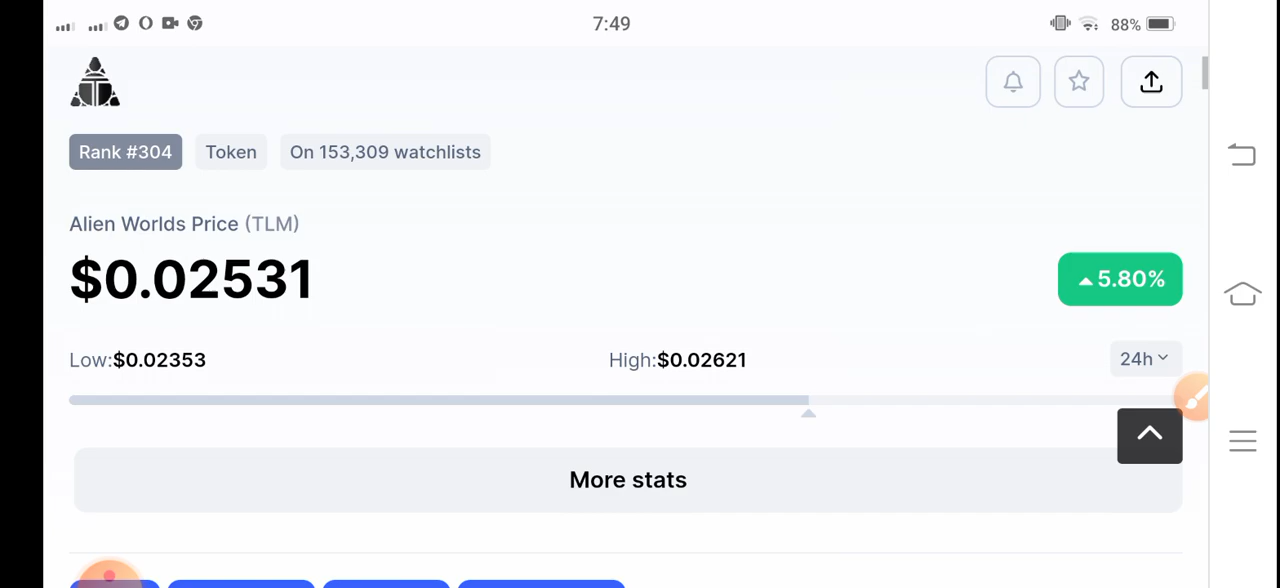 7:49
88%
Rank #304 Token On 153,309 watchlists
Alien Worlds Price (TLM)
$0.02531
5.80%
Low:$0.02353 High:$0.02621 24h
More stats